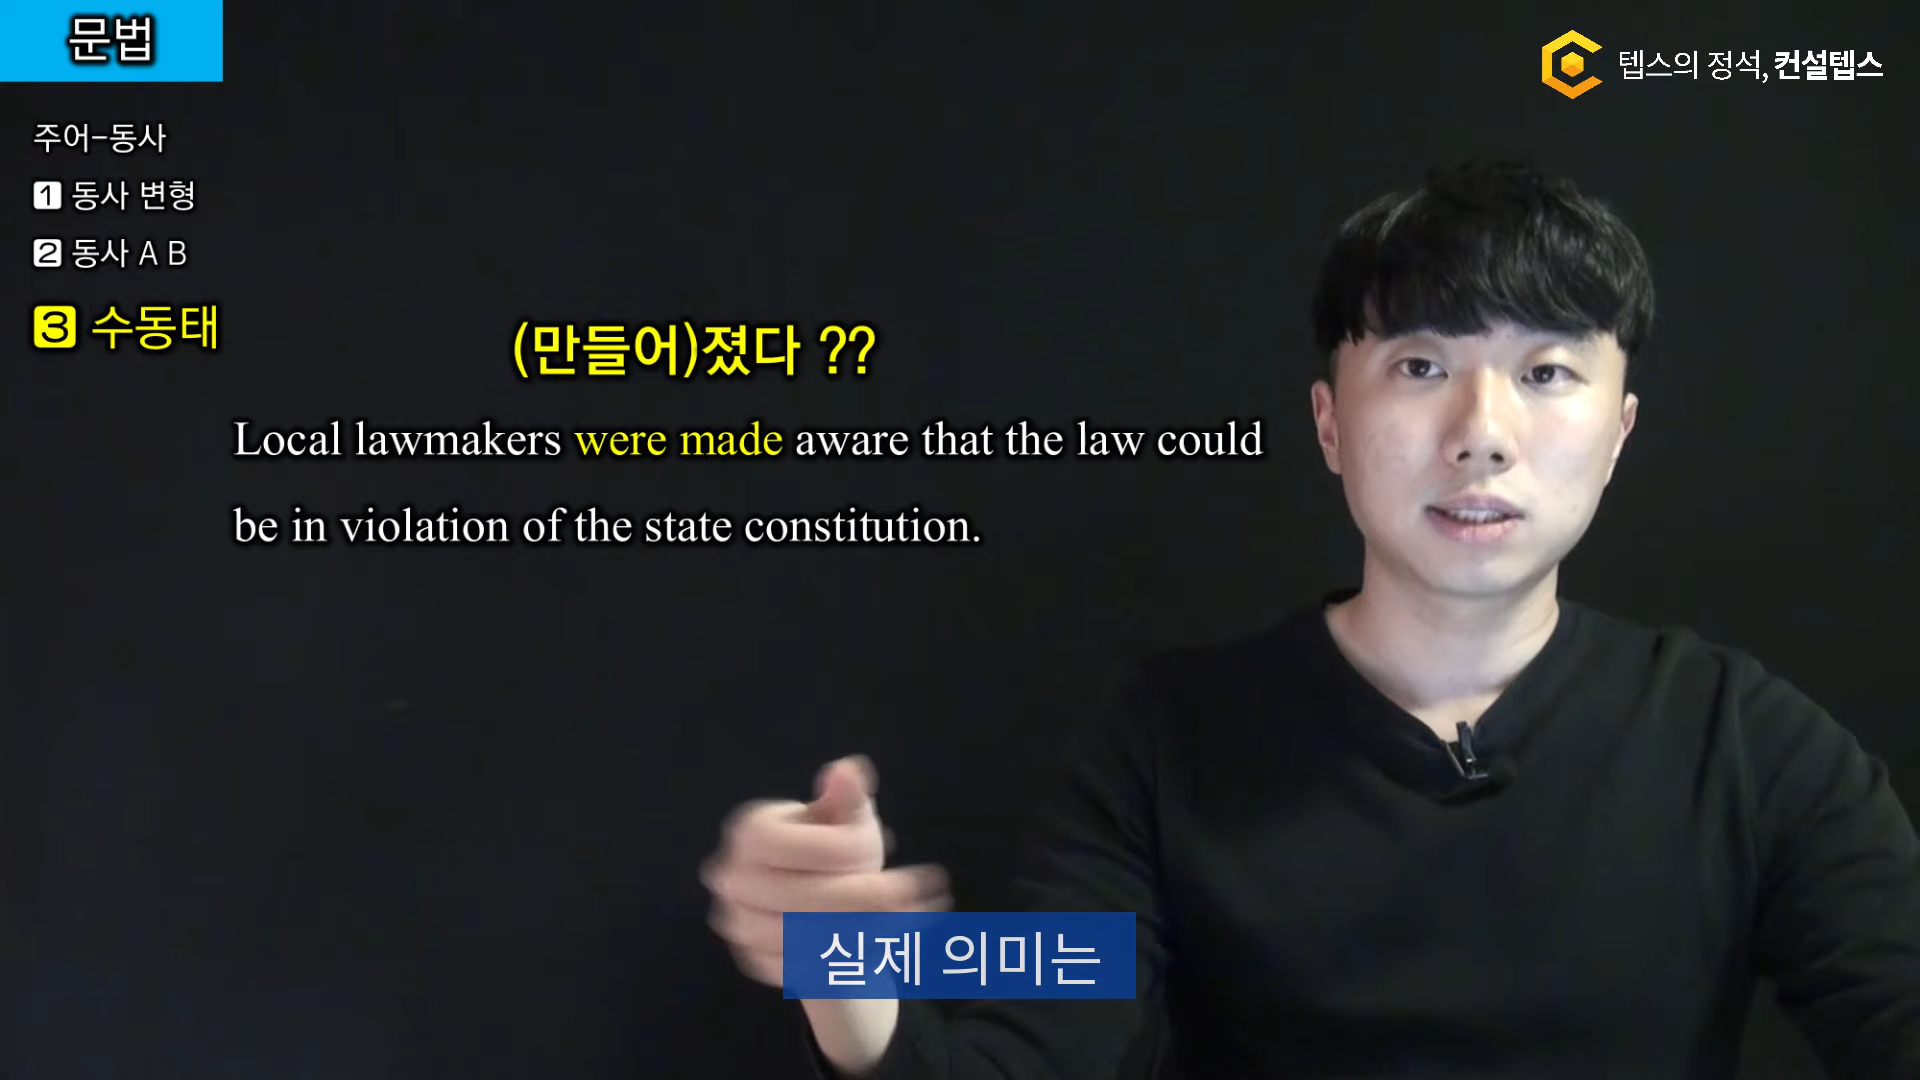 문법
텝스의 정석, 컨설텝스
주어-동사
1 동사 변형
2 동사 A B
3 수동태
(만들어)졌다 ??
Local lawmakers were made aware that the law could
be in violation of the state constitution.
실제 의미는